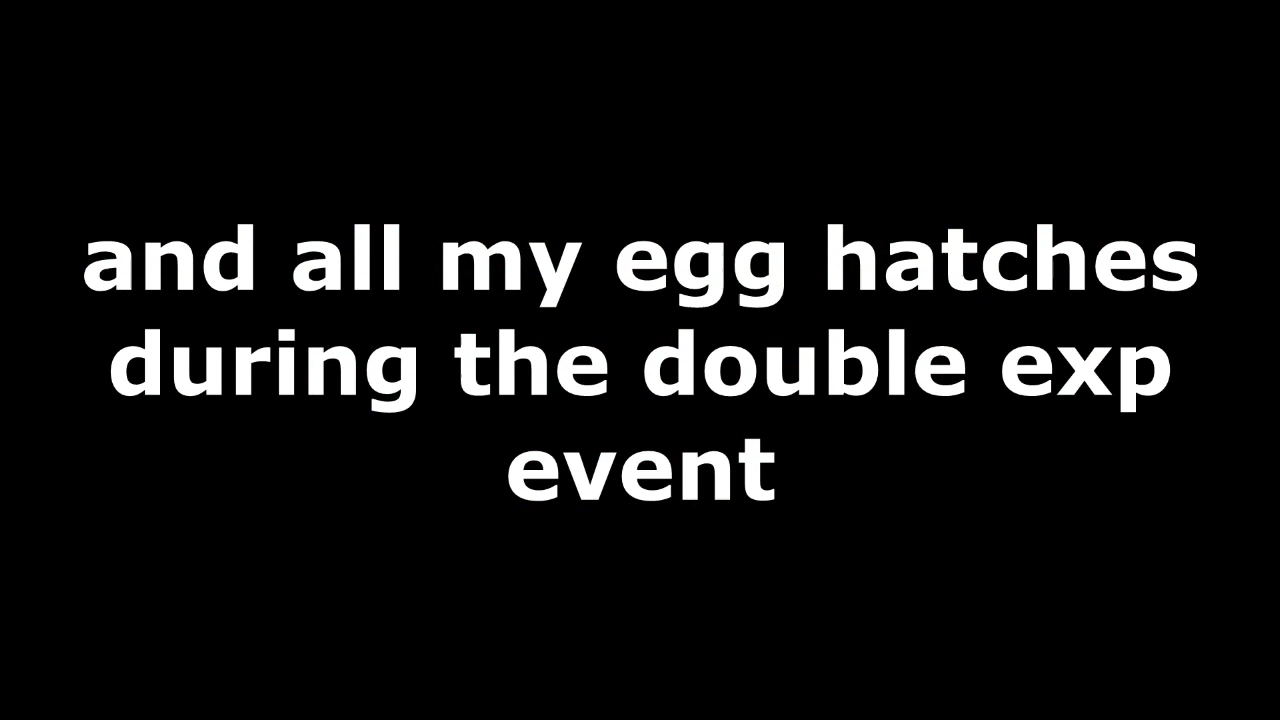 and all my egg hatches
during the double exp
event